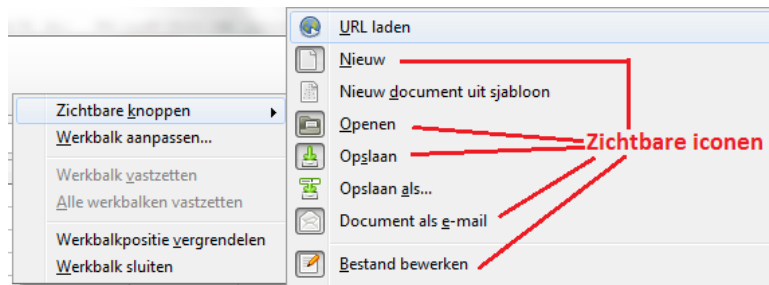 Zichtbare knoppen
Werkbalk aanpassen...
Werkbalk vastzetten
Alle werkbalken vastzetten
Werkbalkpositie vergrendelen
Werkbalk sluiten
URL laden
Nieuw
Nieuw document uit sjabloon
Openen
Opslaan
Opslaan als...
Document als e-mail
Bestand bewerken
Zichtbare iconen